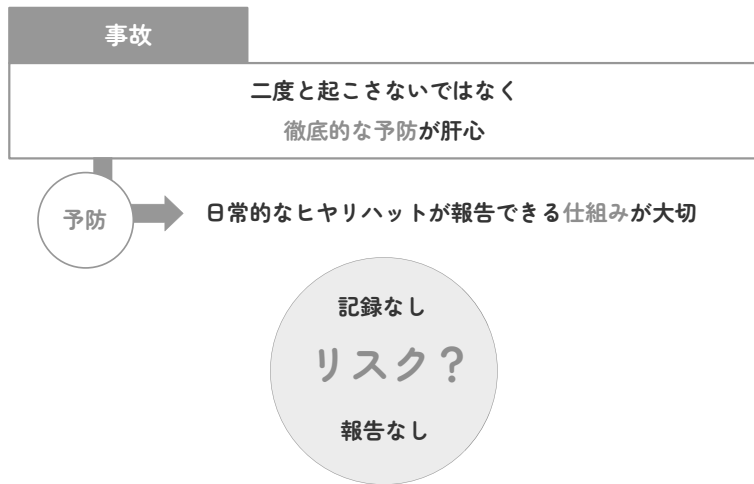 事故
二度と起こさないではなく
徹底的な予防が肝心
予防
日常的なヒヤリハットが報告できる仕組みが大切
記録なし
リスク？
報告なし